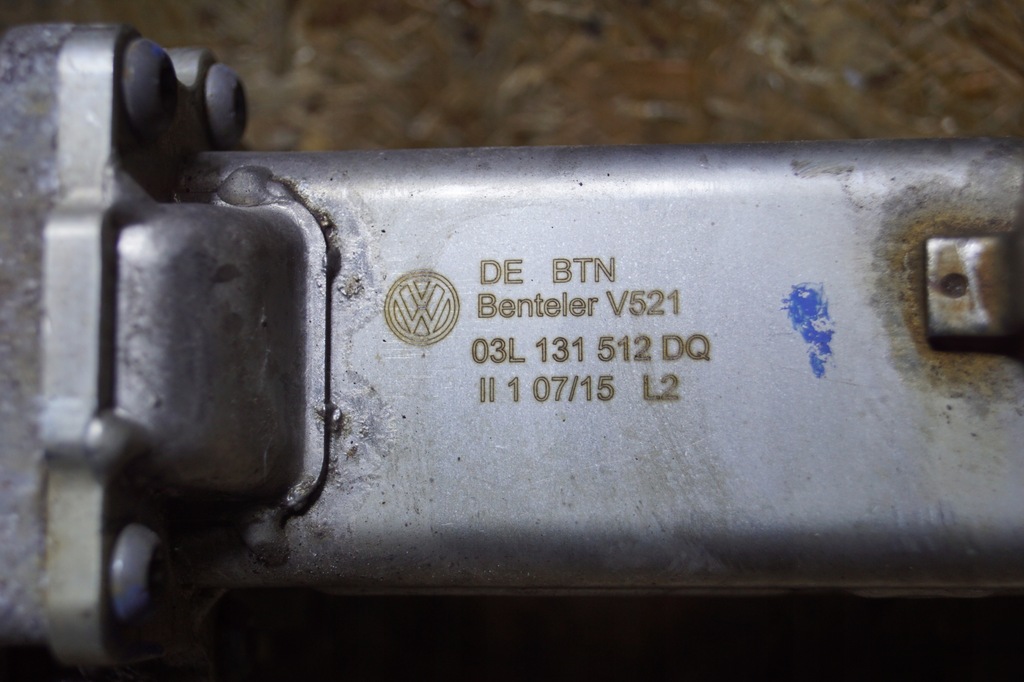 DE BTN
Benteler V521
03L 131 512 DQ
II 1 07/15 L2